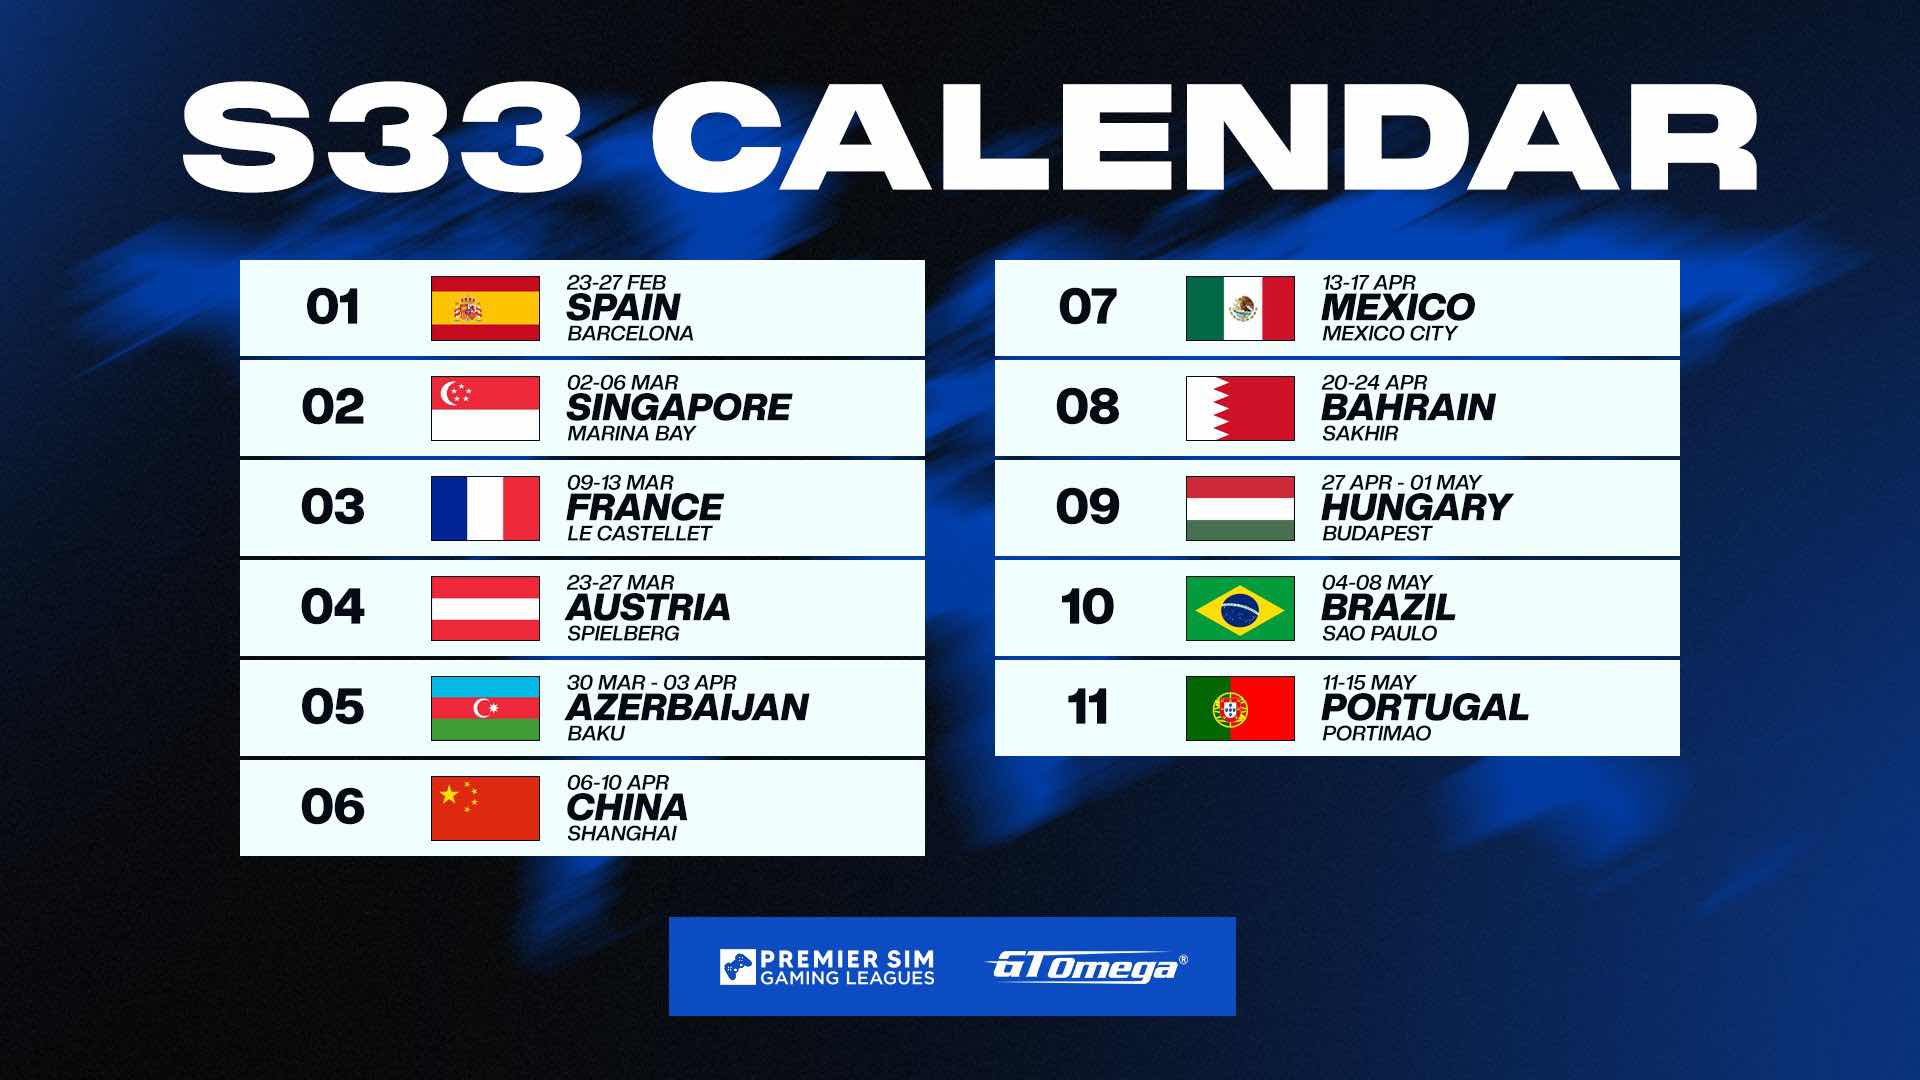 S33 CALENDAR
01
23-27 FEB
SPAIN
BARCELONA
02
02-06 MAR
SINGAPORE
MARINA BAY
03
09-13 MAR
FRANCE
LE CASTELLET
04
23-27 MAR
AUSTRIA
SPIELBERG
05
30 MAR - 03 APR
AZERBAIJAN
BAKU
06
06-10 APR
CHINA
SHANGHAI
07
13-17 APR
MEXICO
MEXICO CITY
08
20-24 APR
BAHRAIN
SAKHIR
09
27 APR - 01 MAY
HUNGARY
BUDAPEST
10
04-08 MAY
BRAZIL
SAO PAULO
11
11-15 MAY
PORTUGAL
PORTIMAO
PREMIER SIM
GAMING LEAGUES
GT Omega®